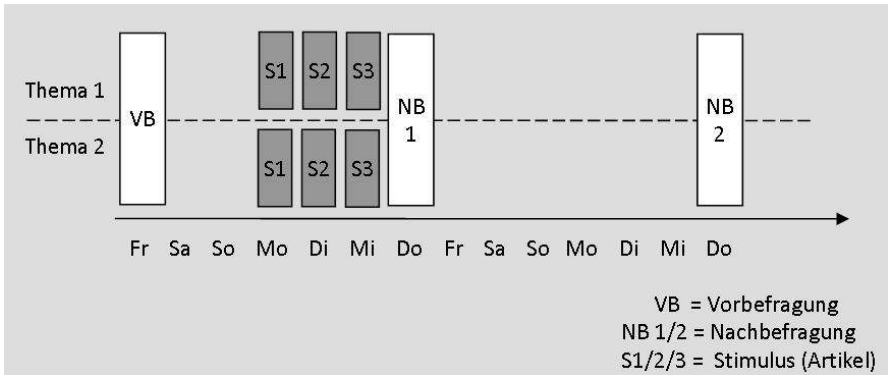 S1 S2 S3
Thema 1
VB
NB
1
NB
2
Thema 2
S1 S2 S3
Fr Sa So Mo Di Mi Do Fr Sa So Mo Di Mi Do
VB = Vorbefragung
NB 1/2 = Nachbefragung
S1/2/3 = Stimulus (Artikel)